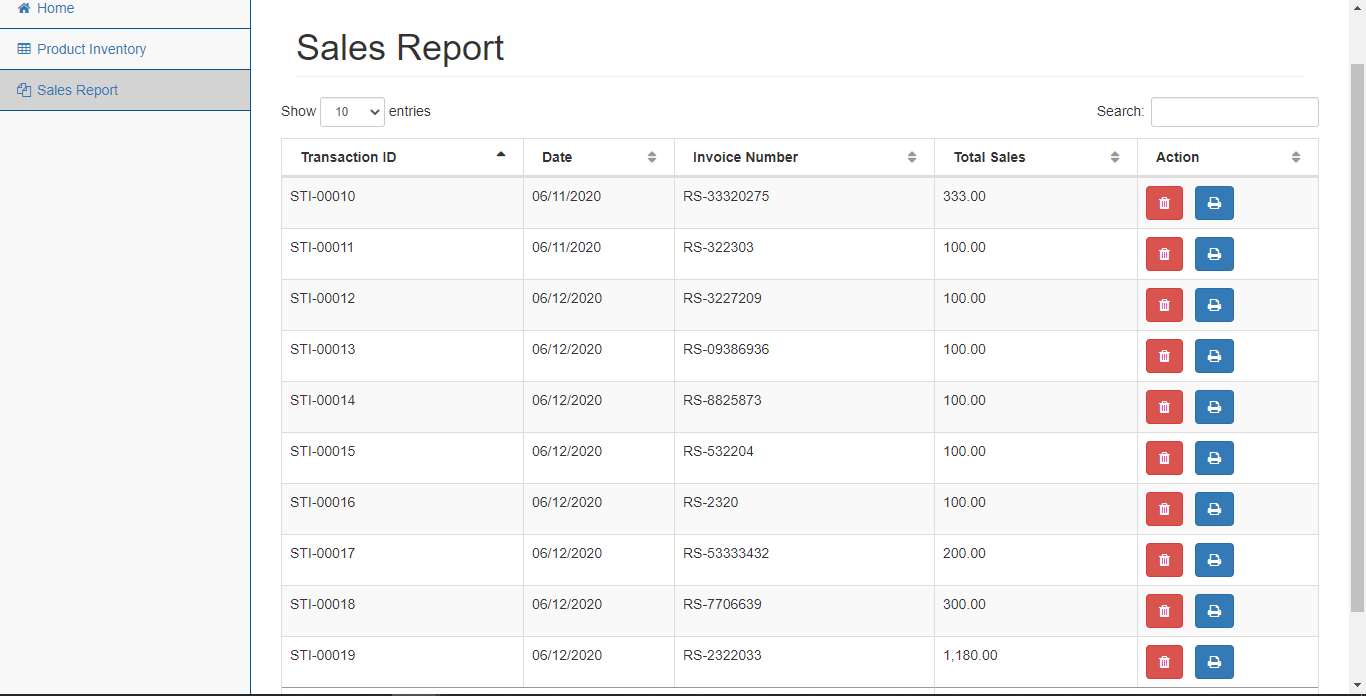 Home
Product Inventory
Sales Report
Sales Report
Show 10 entries Search:
Transaction ID Date Invoice Number Total Sales Action
STI-00010 06/11/2020 RS-33320275 333.00
STI-00011 06/11/2020 RS-322303 100.00
STI-00012 06/12/2020 RS-3227209 100.00
STI-00013 06/12/2020 RS-09386936 100.00
STI-00014 06/12/2020 RS-8825873 100.00
STI-00015 06/12/2020 RS-532204 100.00
STI-00016 06/12/2020 RS-2320 100.00
STI-00017 06/12/2020 RS-53333432 200.00
STI-00018 06/12/2020 RS-7706639 300.00
STI-00019 06/12/2020 RS-2322033 1,180.00